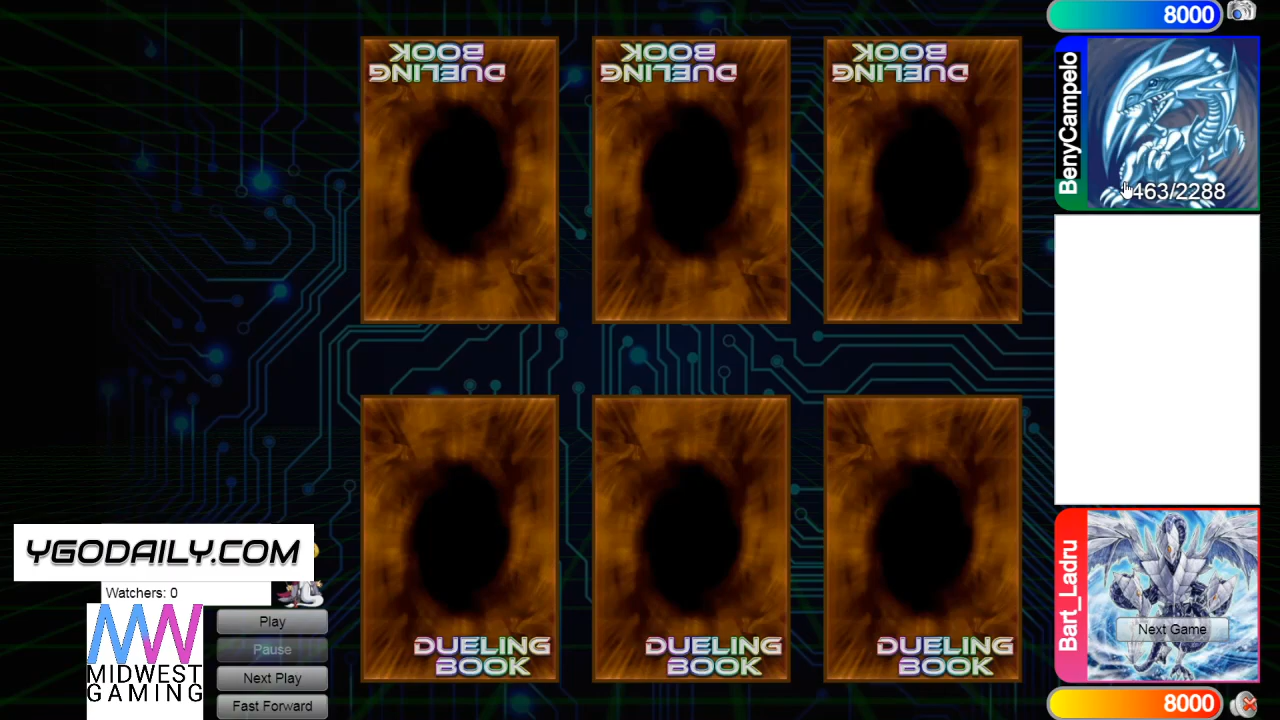 8000
BenyCampelo
463/2288
DUELING
BOOK
DUELING
BOOK
DUELING
BOOK
YGODAILY.COM
Watchers: 0
MIDWEST
GAMING
Play
Pause
Next Play
Fast Forward
DUELING
BOOK
DUELING
BOOK
DUELING
BOOK
Bart_Ladru
Next Game
8000